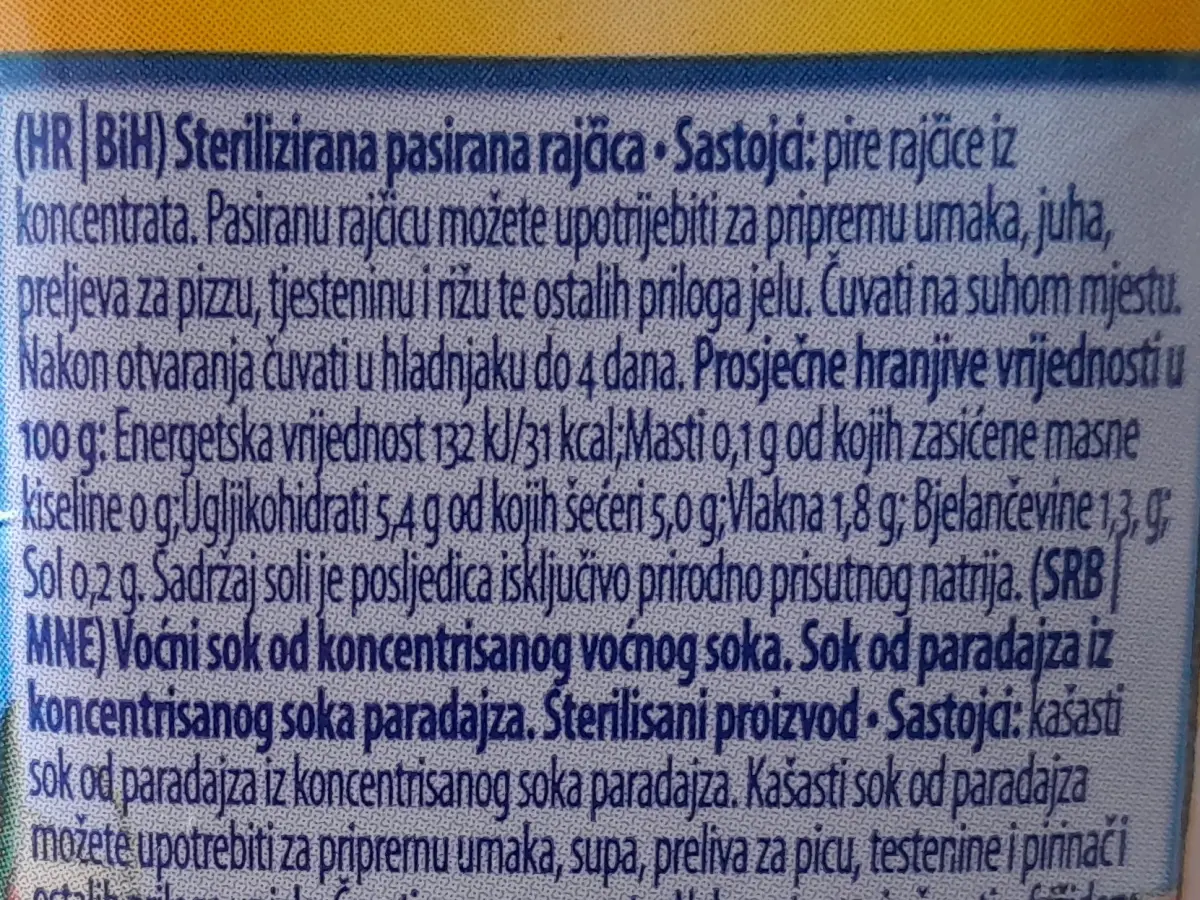 (HR|BiH) Sterilizirana pasirana rajčica • Sastojci: pire rajčice iz
koncentrata. Pasiranu rajčicu možete upotrijebiti za pripremu umaka, juha,
preljeva za pizzu, tjesteninu i rižu te ostalih priloga jelu. Čuvati na suhom mjestu.
Nakon otvaranja čuvati u hladnjaku do 4 dana. Prosječne hranjive vrijednosti u
100 g: Energetska vrijednost 132 kJ/31 kcal;Masti 0,1 g od kojih zasićene masne
kiseline 0 g;Ugljikohidrati 5,4 g od kojih šećeri 5,0 g;Vlakna 1,8 g; Bjelančevine 1,3, g;
Sol 0,2 g. Sadržaj soli je posljedica isključivo prirodno prisutnog natrija. (SRB|
MNE) Voćni sok od koncentrisanog voćnog soka. Sok od paradajza iz
koncentrisanog soka paradajza. Sterilisani proizvod • Sastojci: kašasti
sok od paradajza iz koncentrisanog soka paradajza. Kašasti sok od paradajza
možete upotrebiti za pripremu umaka, supa, preliva za picu, testenine i pirinač i
ostalih